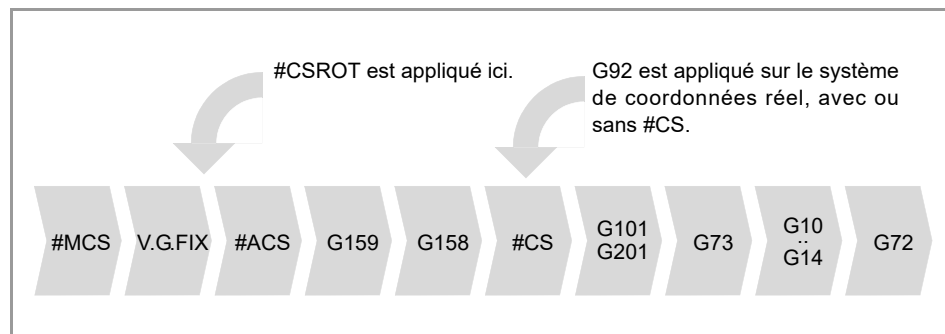 #CSROT est appliqué ici.
G92 est appliqué sur le système
de coordonnées réel, avec ou
sans #CS.
#MCS
V.G.FIX
#ACS
G159
G158
#CS
G101
G201
G73
G10
..
G14
G72